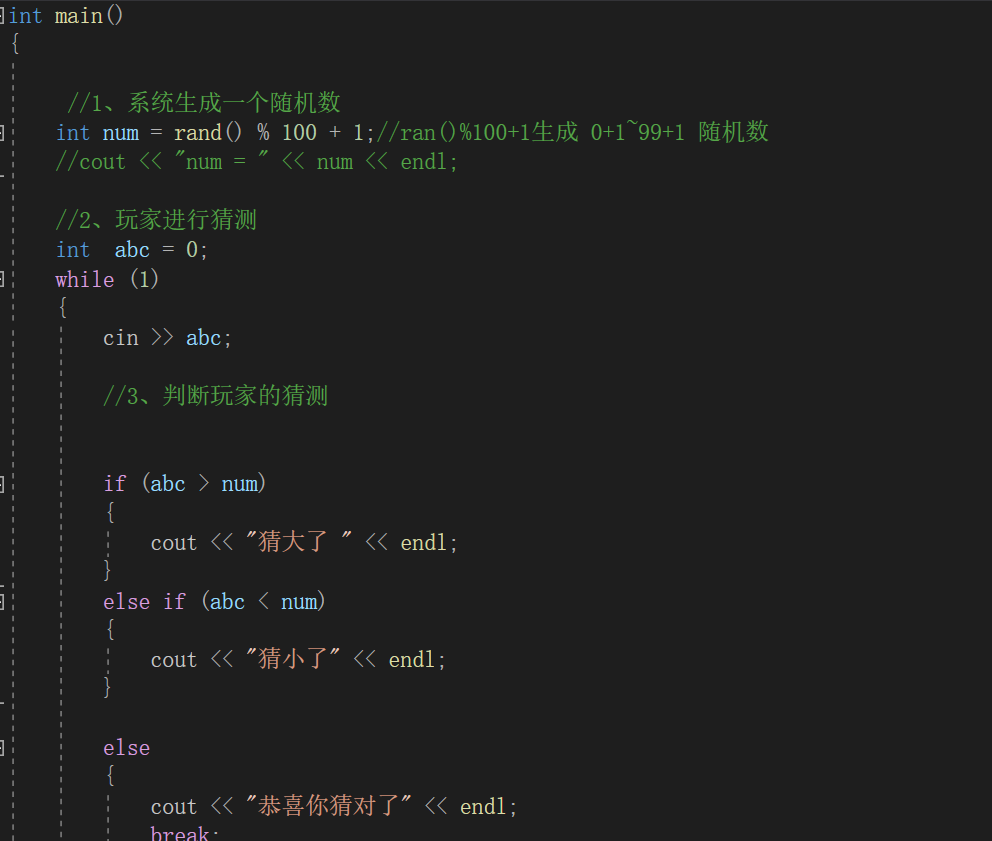 int main()
{
//1、系统生成一个随机数
int num = rand() % 100 + 1;//ran()%100+1生成 0+1~99+1 随机数
//cout << "num = " << num << endl;
//2、玩家进行猜测
int  abc = 0;
while (1)
{
cin >> abc;
//3、判断玩家的猜测
if (abc > num)
{
cout << "猜大了 " << endl;
}
else if (abc < num)
{
cout << "猜小了" << endl;
}
else
{
cout << "恭喜你猜对了" << endl;
break;